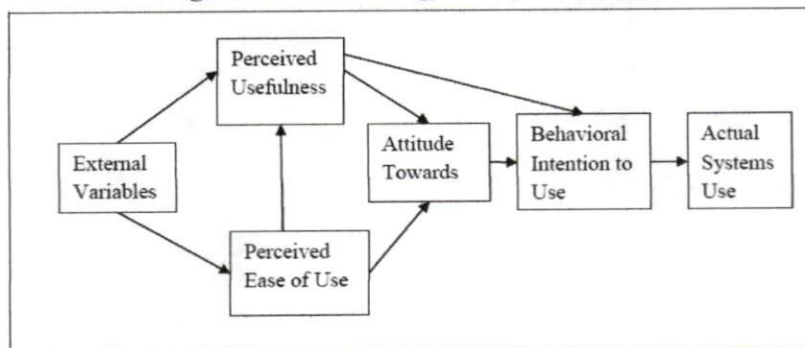 Perceived
Usefulness
External
Variables
Attitude
Towards
Behavioral
Intention to
Use
Actual
Systems
Use
Perceived
Ease of Use